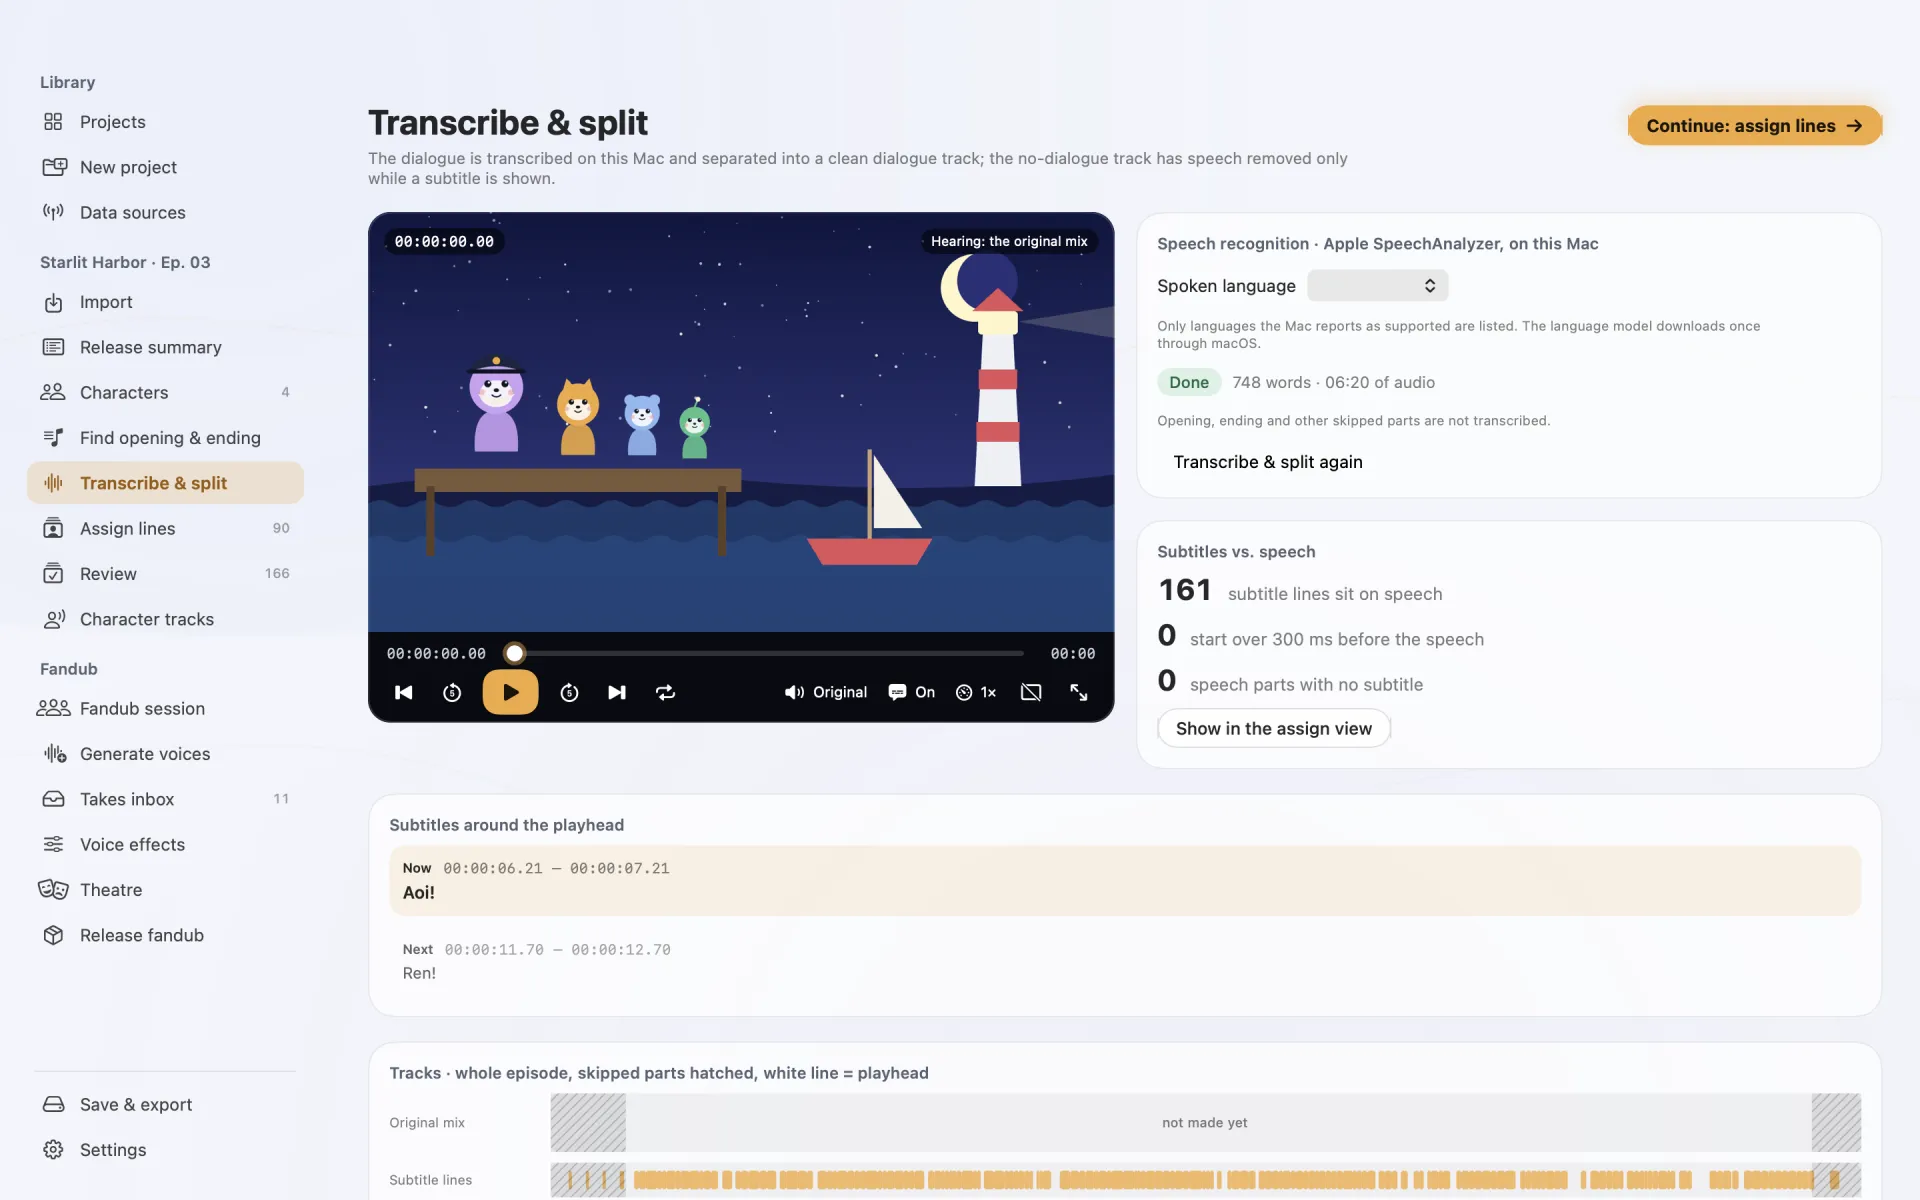 Library
Projects
New project
Data sources
Starlit Harbor · Ep. 03
Import
Release summary
Characters 4
Find opening & ending
Transcribe & split
Assign lines 90
Review 166
Character tracks
Fandub
Fandub session
Generate voices
Takes inbox 11
Voice effects
Theatre
Release fandub
Save & export
Settings
Transcribe & split
The dialogue is transcribed on this Mac and separated into a clean dialogue track; the no-dialogue track has speech removed only
while a subtitle is shown.
Continue: assign lines →
00:00:00.00
Hearing: the original mix
00:00:00.00
00:00
5
5
Original
On
1×
Speech recognition · Apple SpeechAnalyzer, on this Mac
Spoken language
Only languages the Mac reports as supported are listed. The language model downloads once
through macOS.
Done 748 words · 06:20 of audio
Opening, ending and other skipped parts are not transcribed.
Transcribe & split again
Subtitles vs. speech
161 subtitle lines sit on speech
0 start over 300 ms before the speech
0 speech parts with no subtitle
Show in the assign view
Subtitles around the playhead
Now 00:00:06.21 – 00:00:07.21
Aoi!
Next 00:00:11.70 – 00:00:12.70
Ren!
Tracks · whole episode, skipped parts hatched, white line = playhead
Original mix
not made yet
Subtitle lines